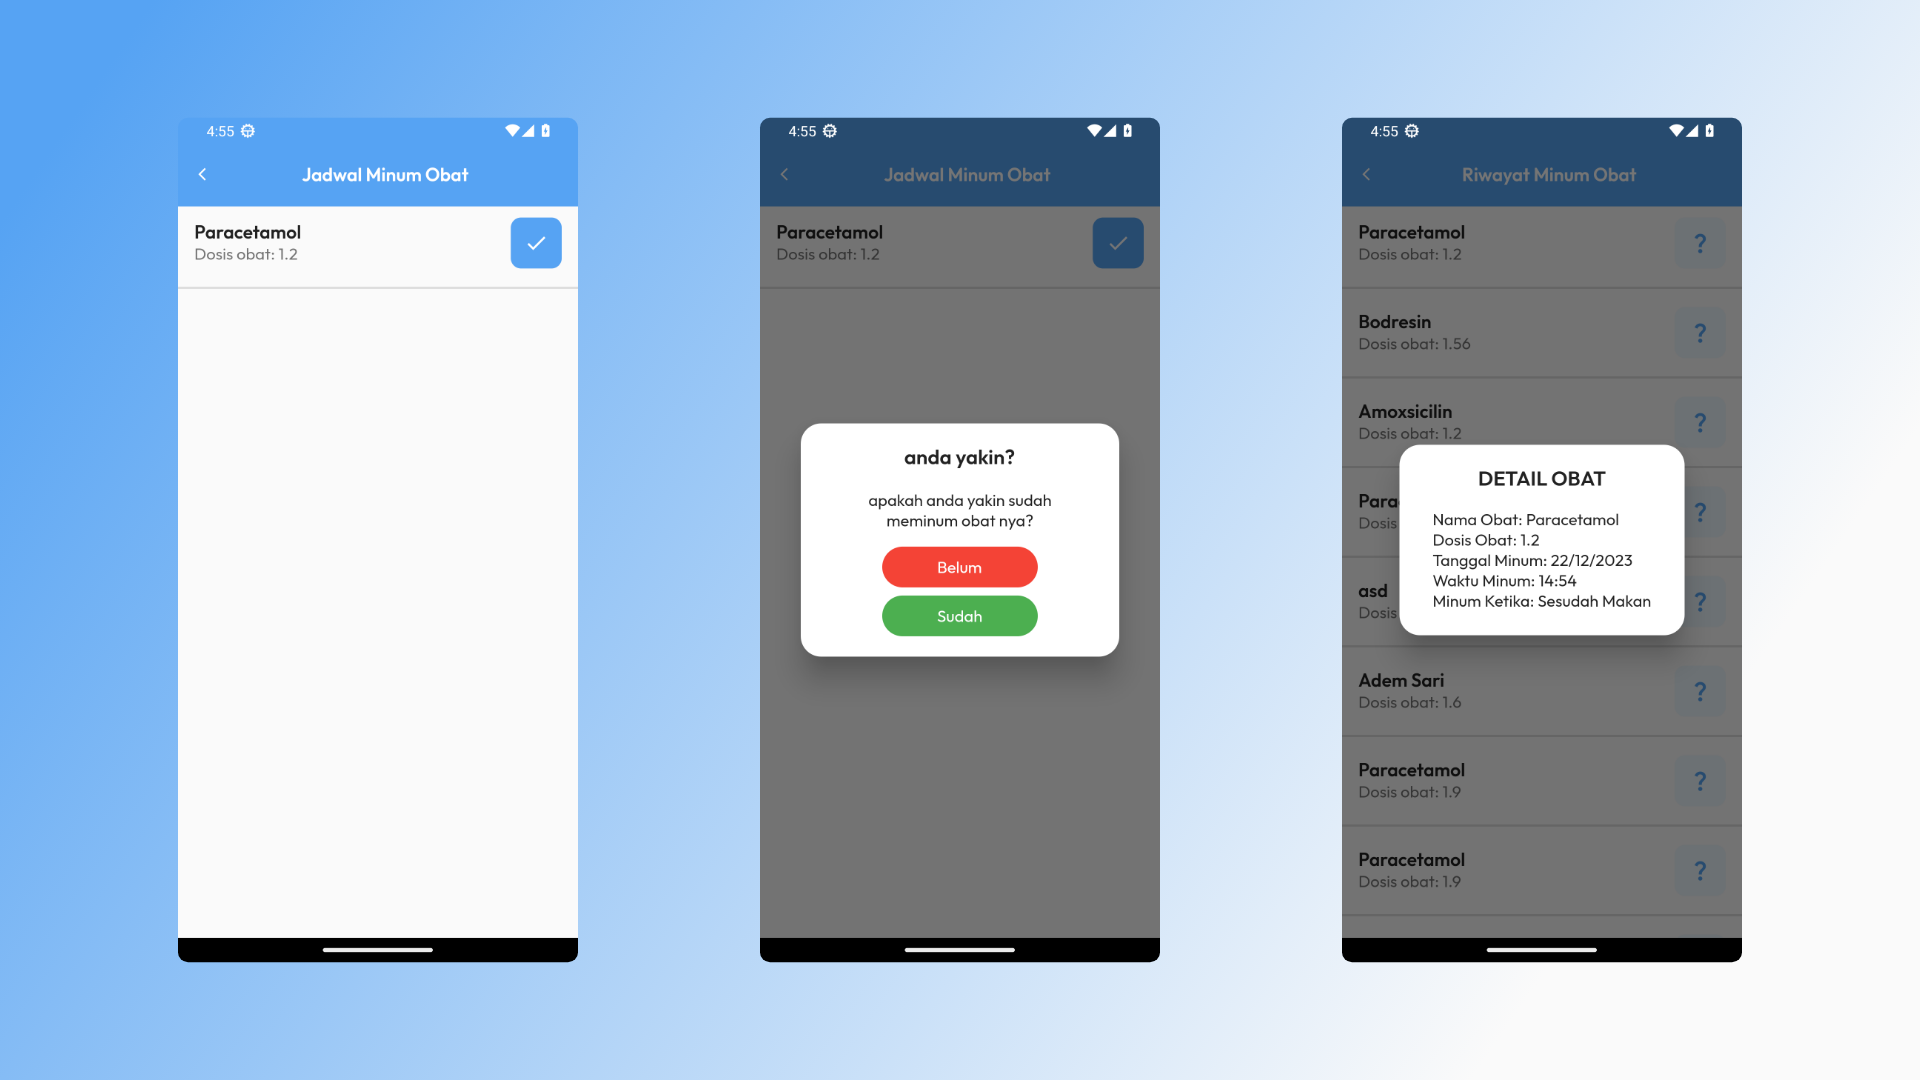 4:55
Jadwal Minum Obat
Paracetamol
Dosis obat: 1.2
4:55
Jadwal Minum Obat
Paracetamol
Dosis obat: 1.2
anda yakin?
apakah anda yakin sudah
meminum obat nya?
Belum
Sudah
4:55
Riwayat Minum Obat
Paracetamol
?
Dosis obat: 1.2
Bodresin
?
Dosis obat: 1.56
Amoxsicilin
?
Dosis obat: 1.2
Para
?
Dosis
asd
?
Dosis
DETAIL OBAT
Nama Obat: Paracetamol
Dosis Obat: 1.2
Tanggal Minum: 22/12/2023
Waktu Minum: 14:54
Minum Ketika: Sesudah Makan
Adem Sari
?
Dosis obat: 1.6
Paracetamol
?
Dosis obat: 1.9
Paracetamol
?
Dosis obat: 1.9